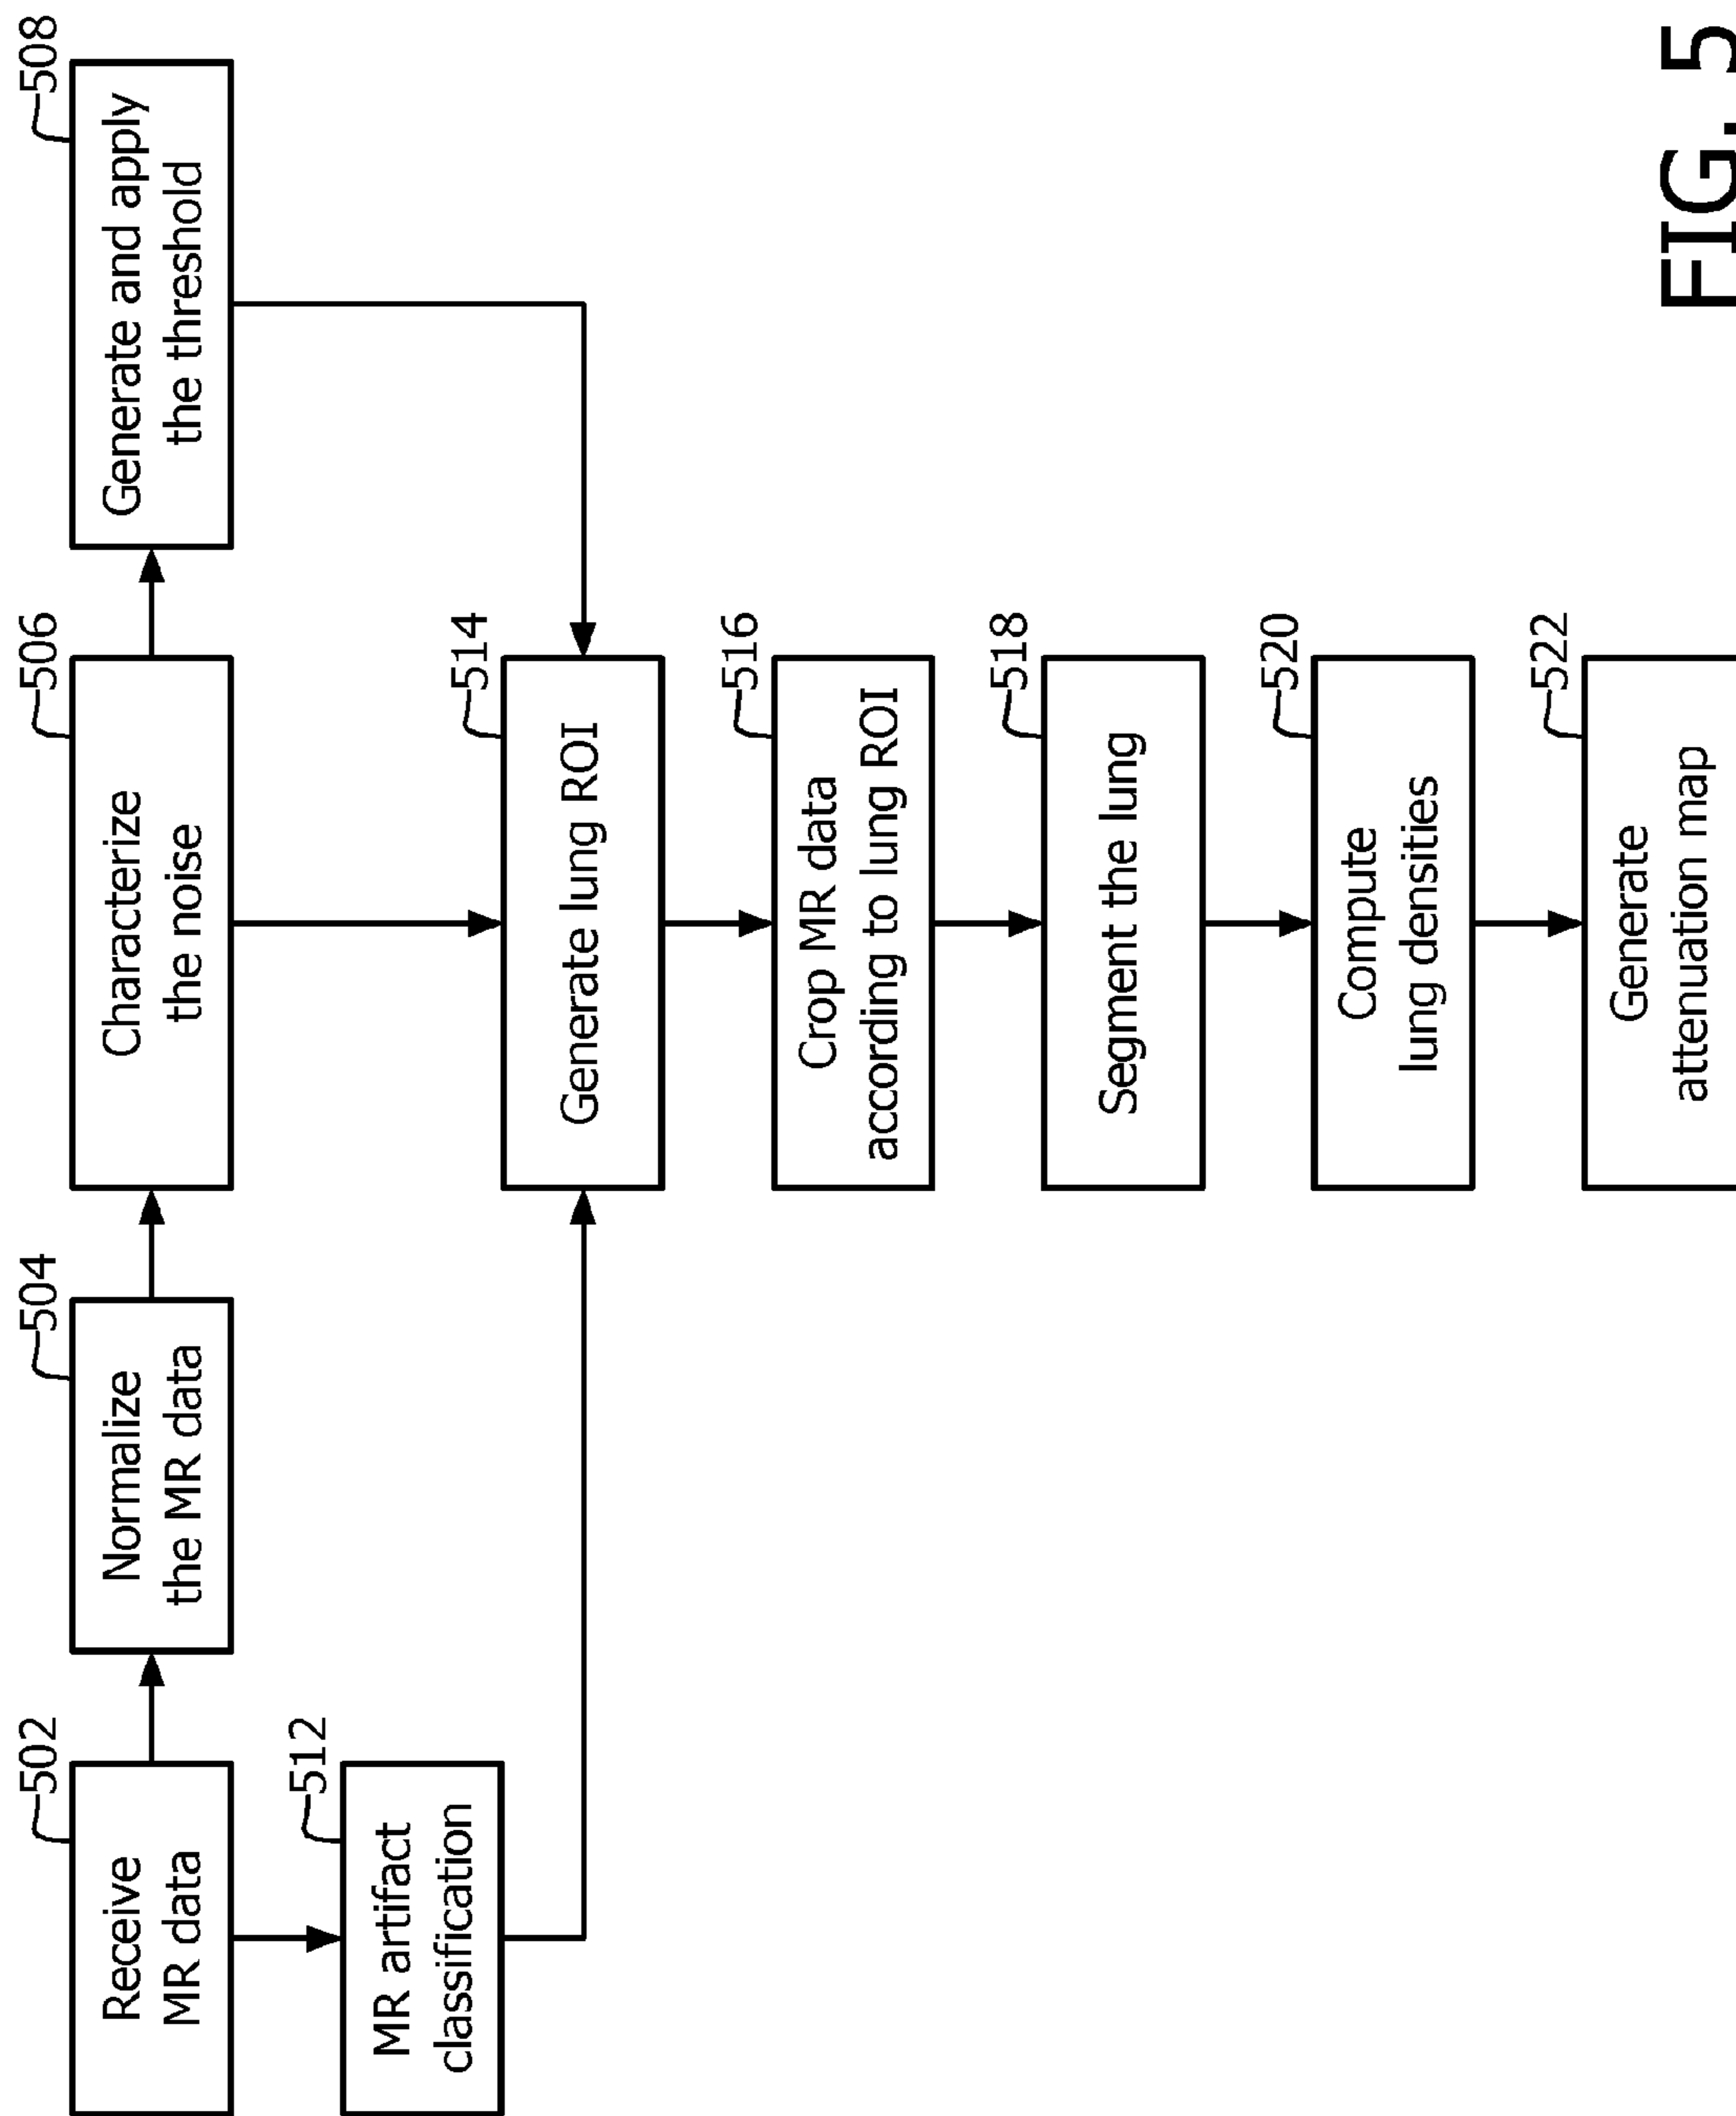 502
Receive
MR data
504
Normalize
the MR data
506
Characterize
the noise
508
Generate and apply
the threshold
512
MR artifact
classification
514
Generate lung ROI
516
Crop MR data
according to lung ROI
518
Segment the lung
520
Compute
lung densities
522
Generate
attenuation map
FIG. 5